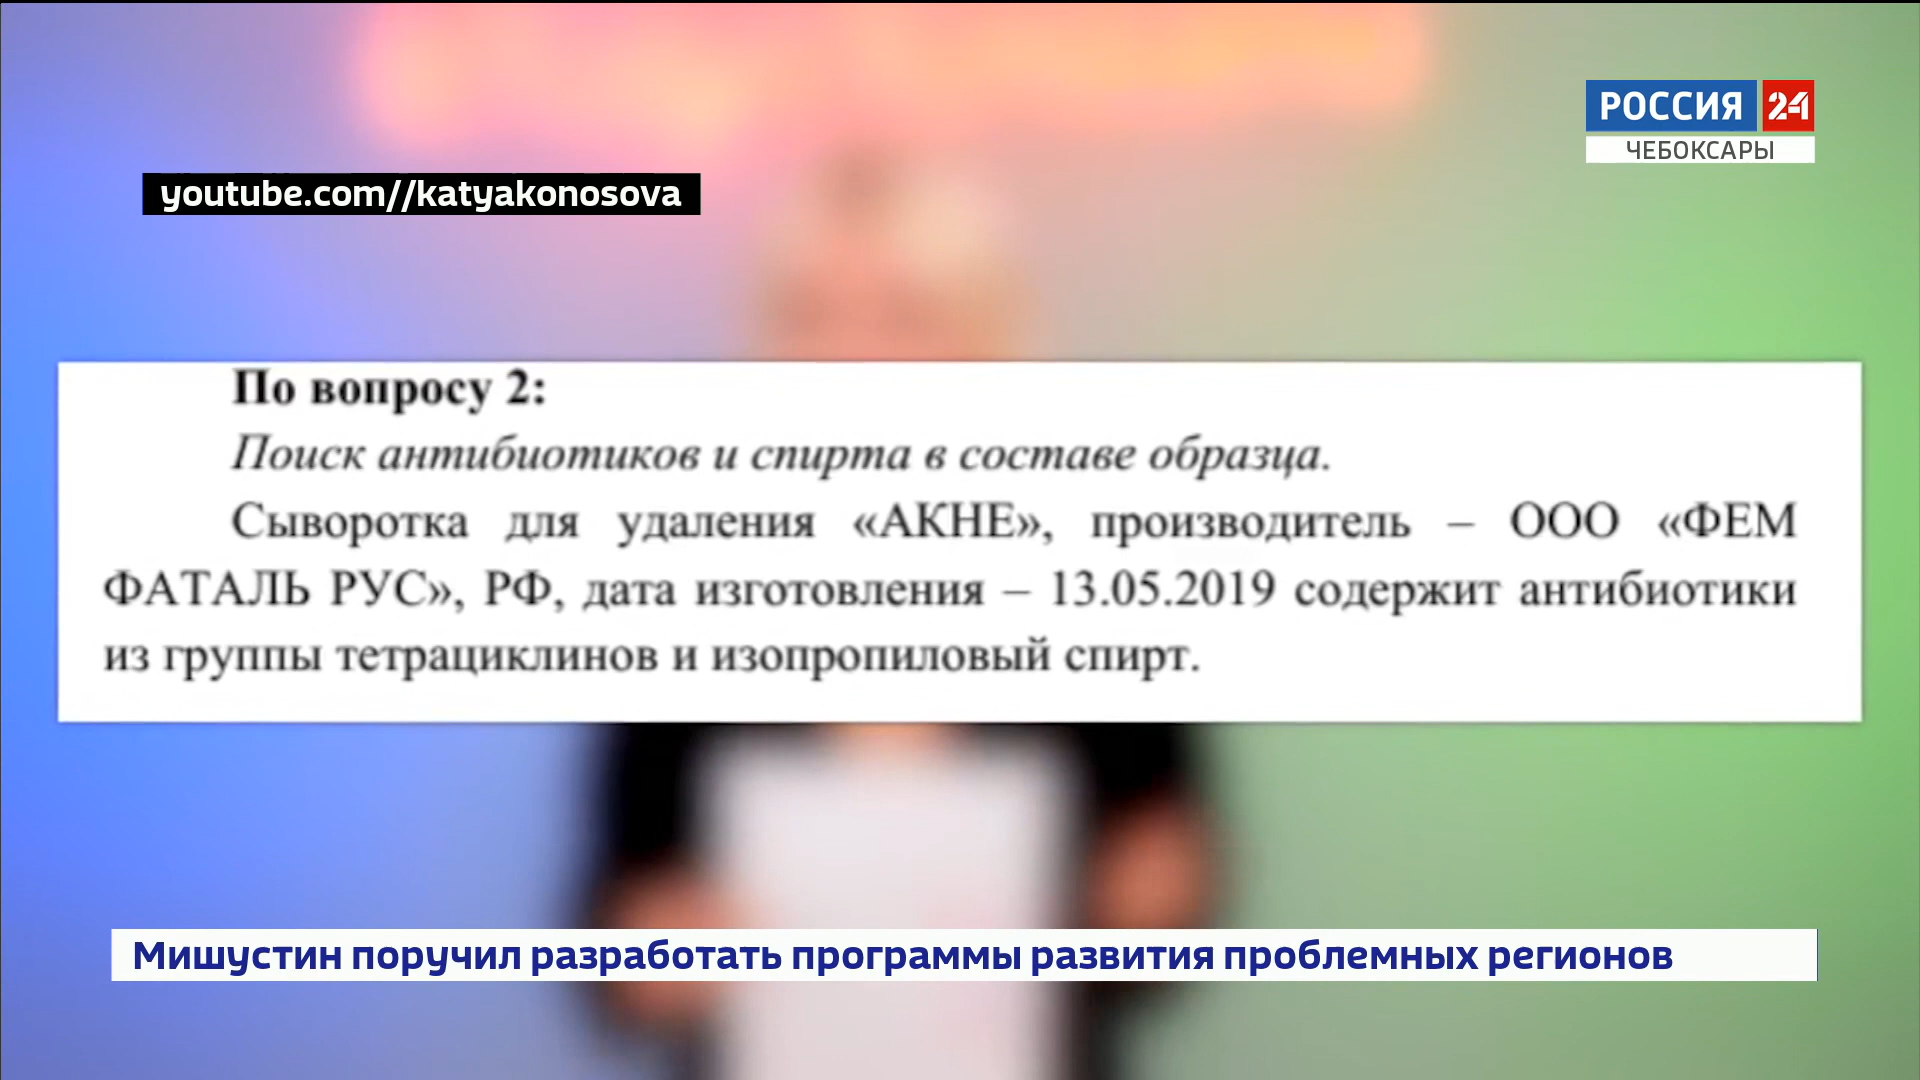 РОССИЯ 24
ЧЕБОКСАРЫ
youtube.com//katyakonosova
По вопросу 2:
Поиск антибиотиков и спирта в составе образца.
Сыворотка для удаления «АКНЕ», производитель – ООО «ФЕМ
ФАТАЛЬ РУС», РФ, дата изготовления – 13.05.2019 содержит антибиотики
из группы тетрациклинов и изопропиловый спирт.
Мишустин поручил разработать программы развития проблемных регионов